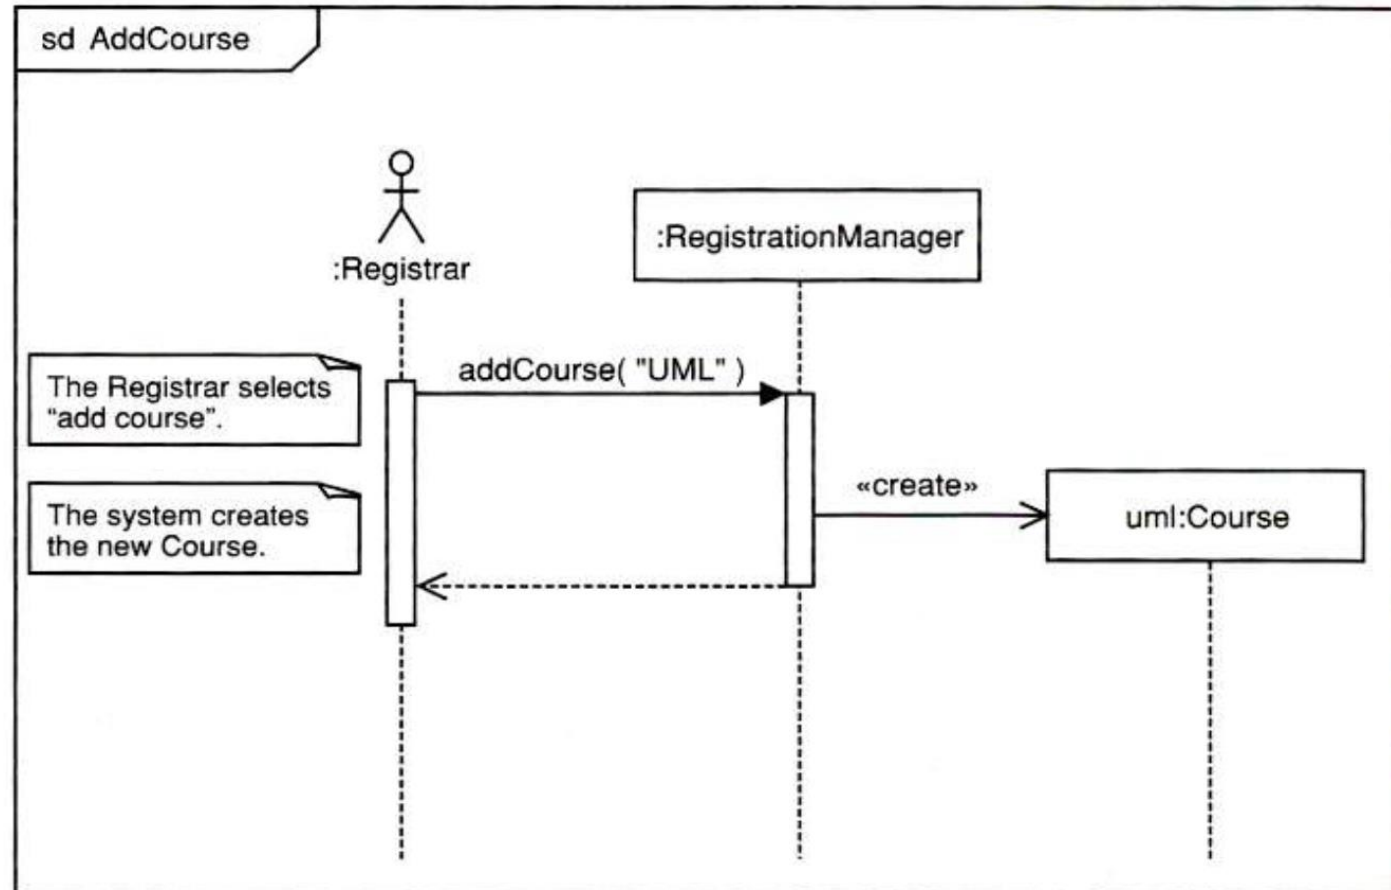 sd AddCourse
:Registrar
:RegistrationManager
The Registrar selects
“add course”.
addCourse( "UML" )
The system creates
the new Course.
«create»
uml:Course